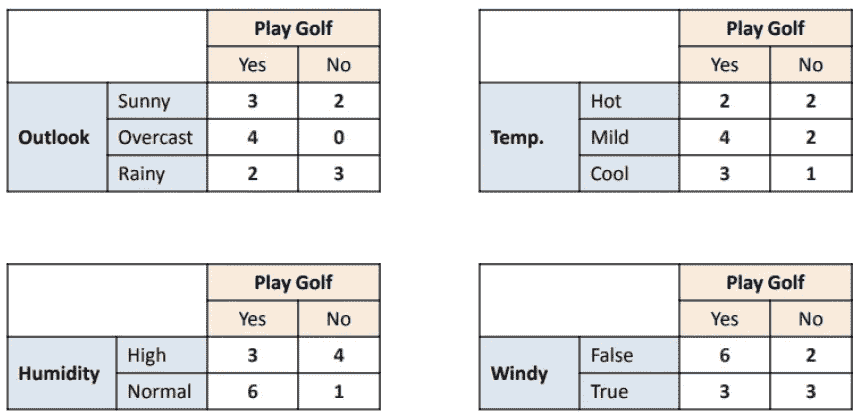 Play Golf
Yes No
Outlook Sunny 3 2
Overcast 4 0
Rainy 2 3
Play Golf
Yes No
Temp. Hot 2 2
Mild 4 2
Cool 3 1
Play Golf
Yes No
Humidity High 3 4
Normal 6 1
Play Golf
Yes No
Windy False 6 2
True 3 3